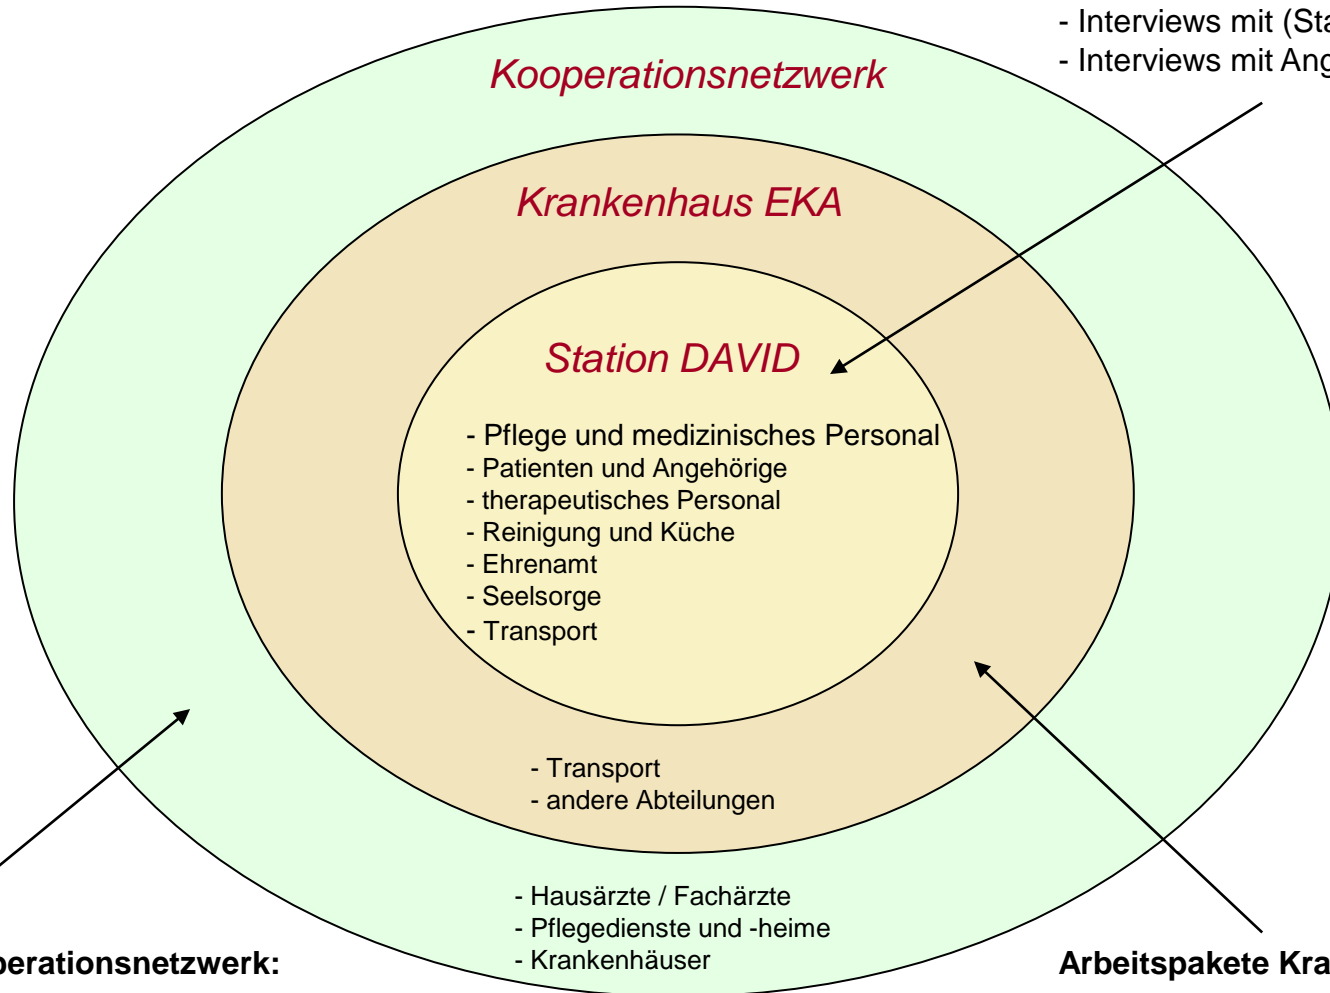 - Interviews mit (Sta
- Interviews mit Ang
Kooperationsnetzwerk
Krankenhaus EKA
Station DAVID
- Pflege und medizinisches Personal
- Patienten und Angehörige
- therapeutisches Personal
- Reinigung und Küche
- Ehrenamt
- Seelsorge
- Transport
- Transport
- andere Abteilungen
- Hausärzte / Fachärzte
- Pflegedienste und -heime
- Krankenhäuser
perationsnetzwerk:
Arbeitspakete Kra